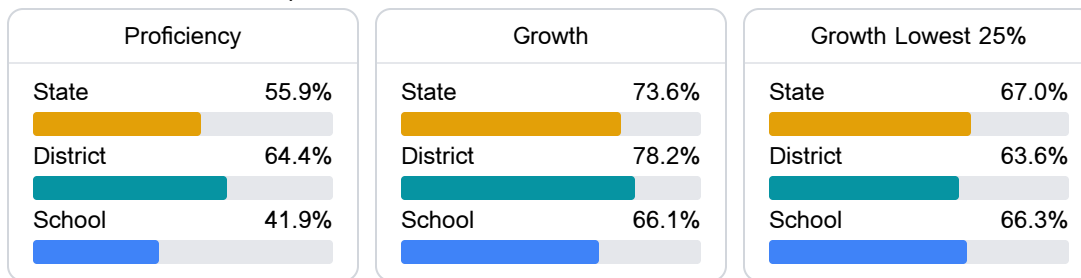 Proficiency
State 55.9%
District 64.4%
School 41.9%
Growth
State 73.6%
District 78.2%
School 66.1%
Growth Lowest 25%
State 67.0%
District 63.6%
School 66.3%